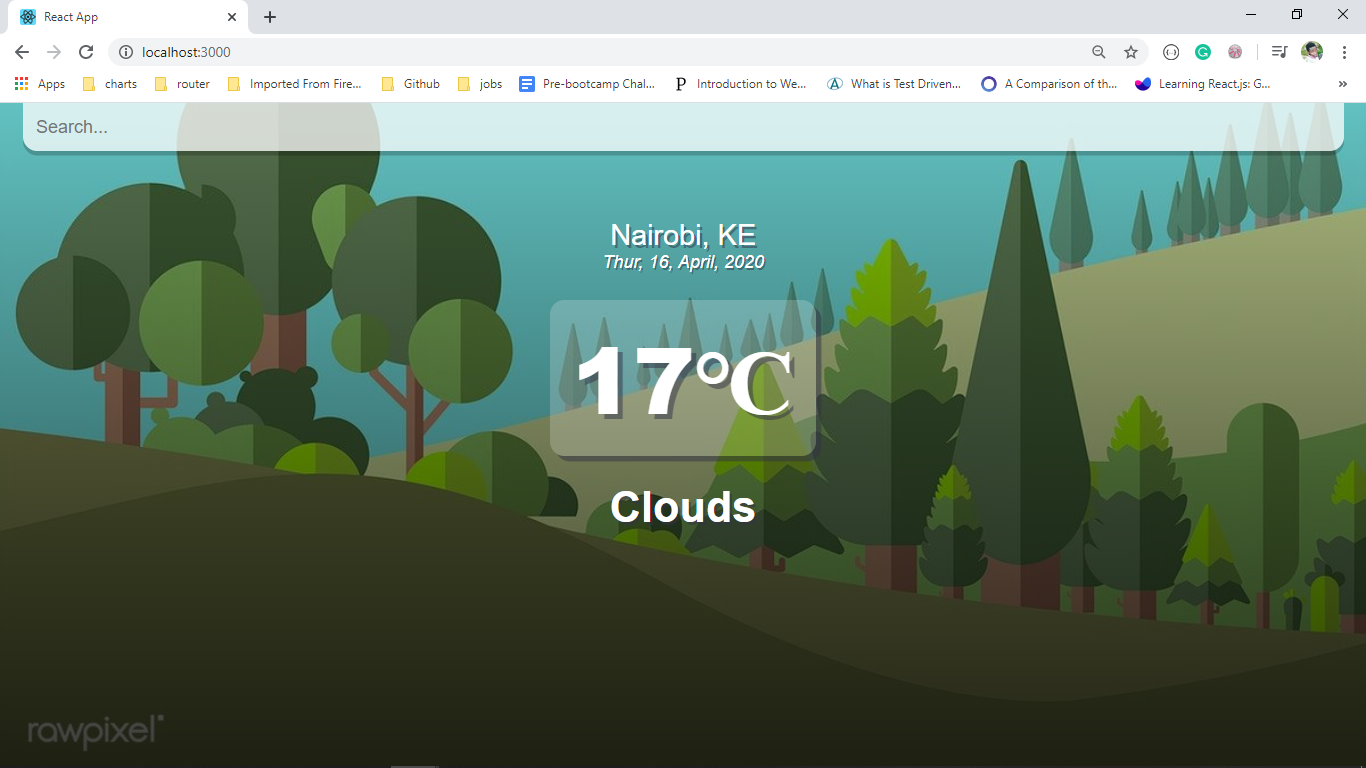 React App
localhost:3000
Apps charts router Imported From Fire... Github jobs Pre-bootcamp Chal... Introduction to We... What is Test Driven... A Comparison of th... Learning React.js: G... »
Search...
Nairobi, KE
Thur, 16, April, 2020
17°C
Clouds
rawpixel